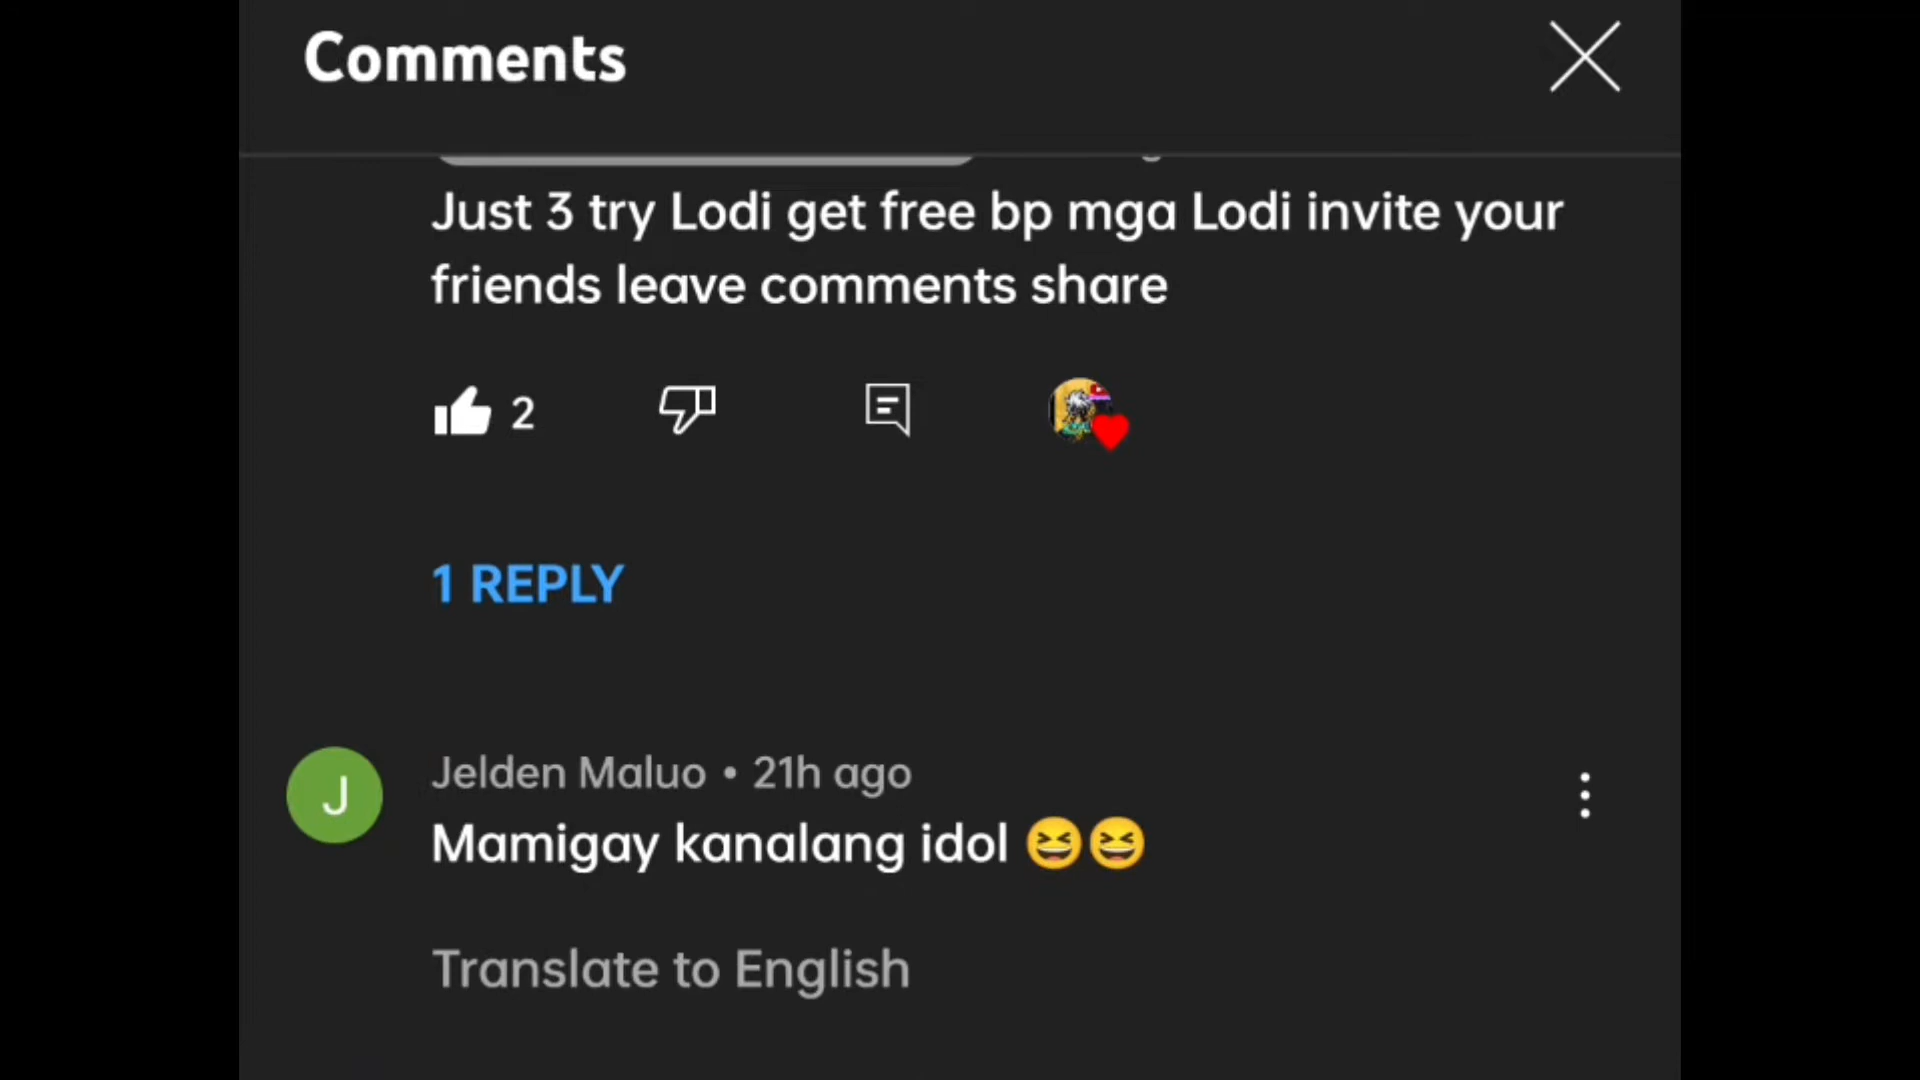 Comments
Just 3 try Lodi get free bp mga Lodi invite your
friends leave comments share
2
1 REPLY
J
Jelden Maluo • 21h ago
Mamigay kanalang idol 😆😆
Translate to English